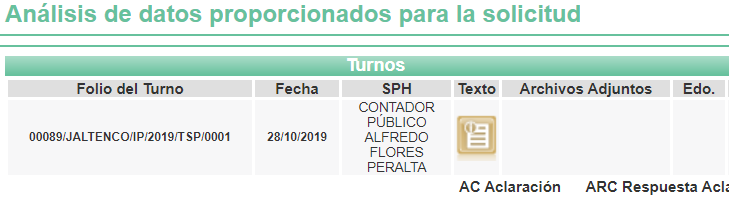 Análisis de datos proporcionados para la solicitud
Turnos
Folio del Turno Fecha SPH Texto Archivos Adjuntos Edo.
00089/JALTENCO/IP/2019/TSP/0001 28/10/2019 CONTADOR
PÚBLICO
ALFREDO
FLORES
PERALTA
AC Aclaración ARC Respuesta Acla